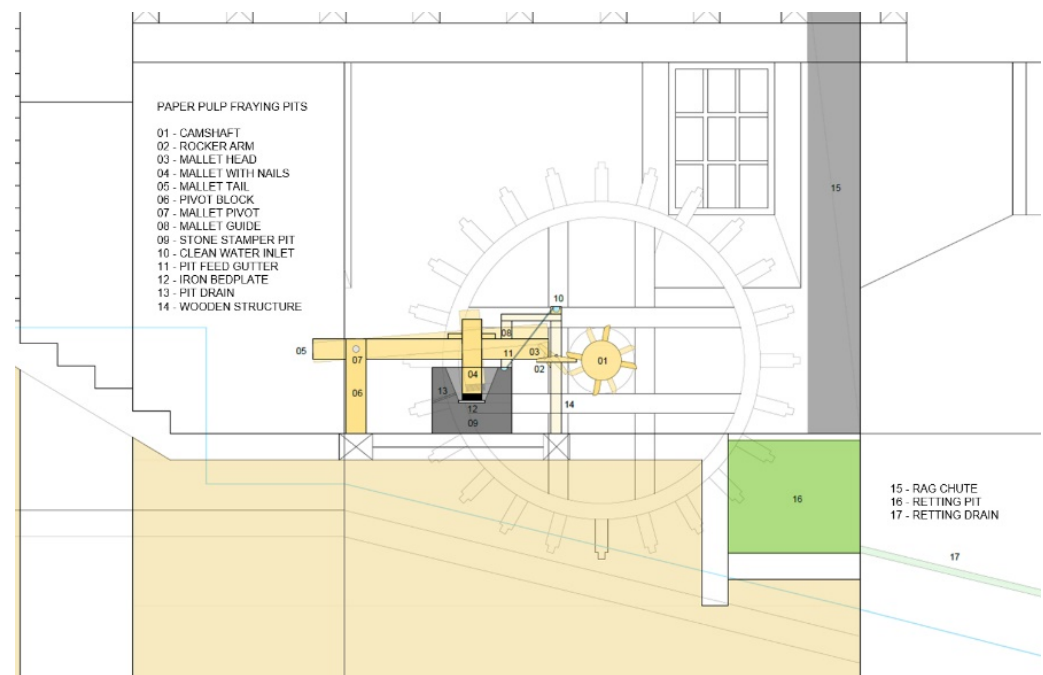 PAPER PULP FRAYING PITS
01 - CAMSHAFT
02 - ROCKER ARM
03 - MALLET HEAD
04 - MALLET WITH NAILS
05 - MALLET TAIL
06 - PIVOT BLOCK
07 - MALLET PIVOT
08 - MALLET GUIDE
09 - STONE STAMPER PIT
10 - CLEAN WATER INLET
11 - PIT FEED GUTTER
12 - IRON BEDPLATE
13 - PIT DRAIN
14 - WOODEN STRUCTURE
15
10
08
05
03
07
11
02
01
04
06
13
12
14
09
16
15 - RAG CHUTE
16 - RETTING PIT
17 - RETTING DRAIN
17